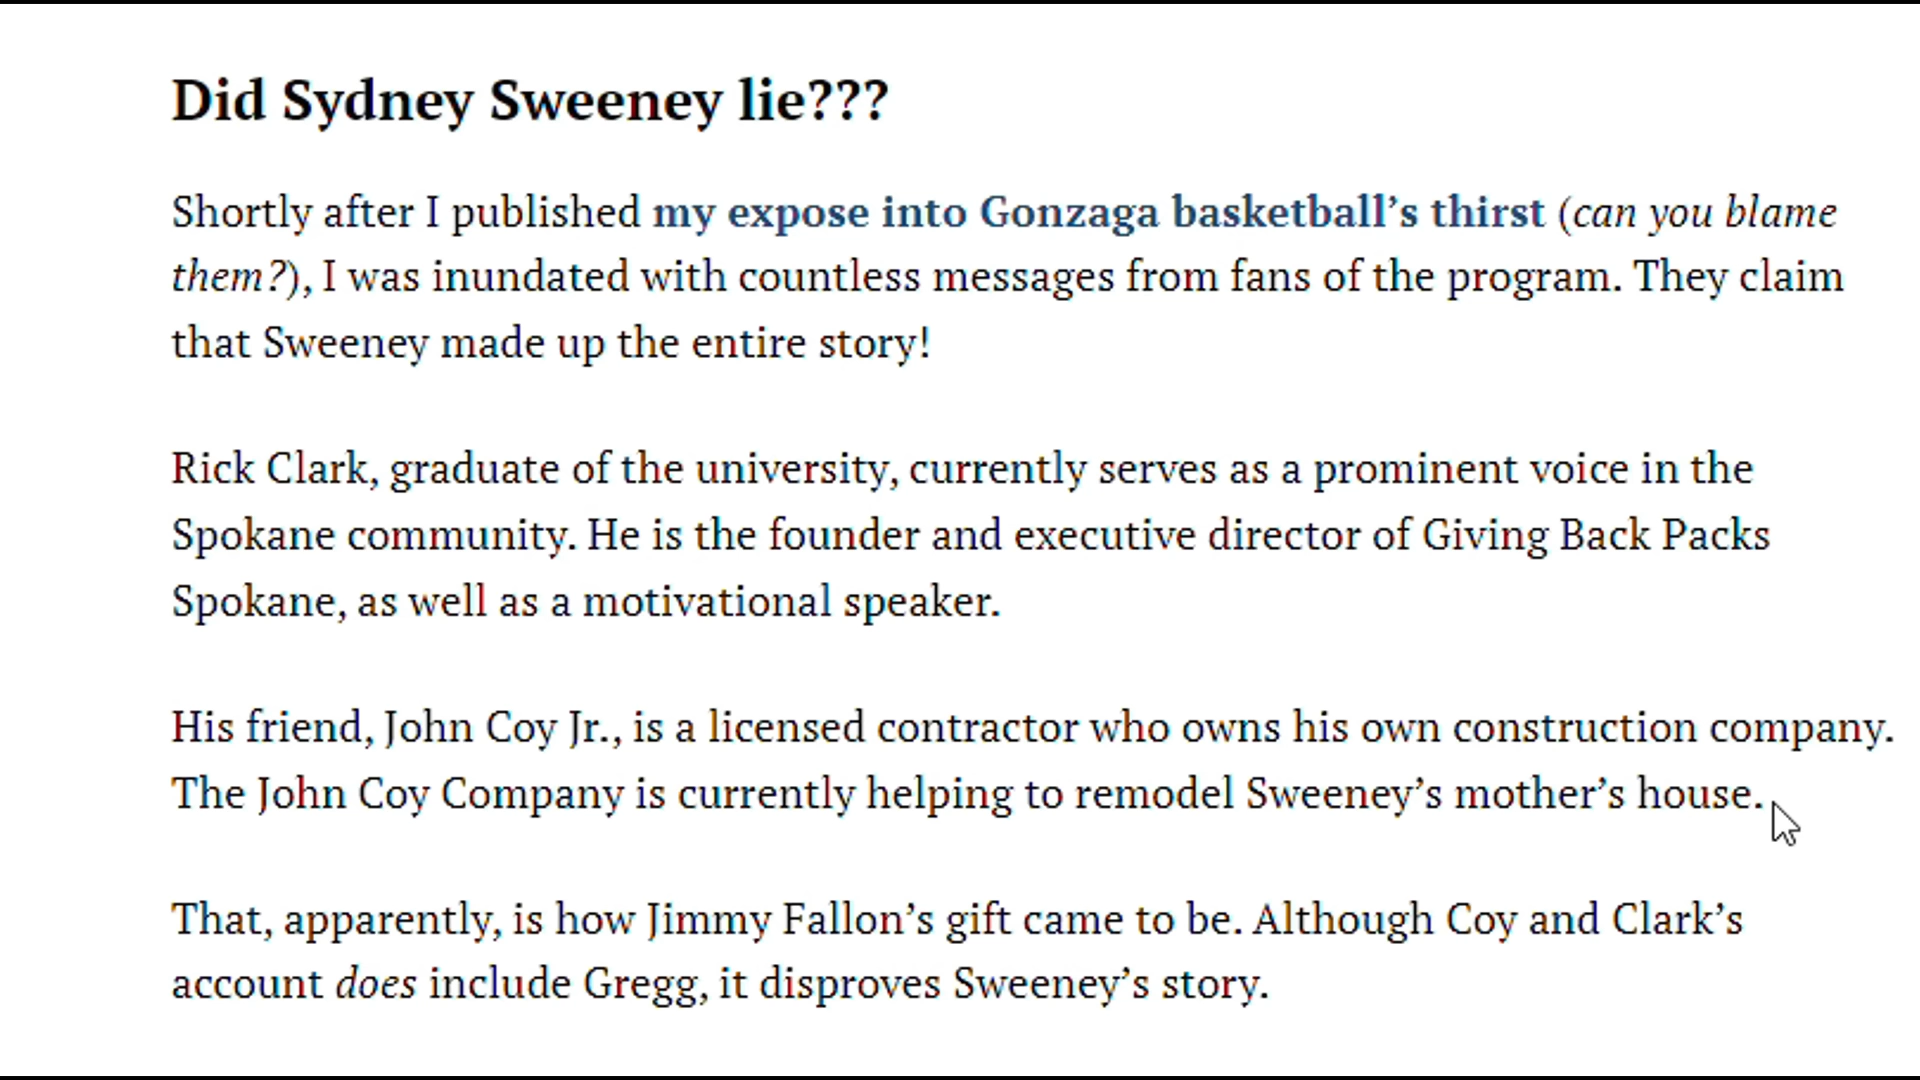 Did Sydney Sweeney lie???
Shortly after I published my expose into Gonzaga basketball’s thirst (can you blame
them?), I was inundated with countless messages from fans of the program. They claim
that Sweeney made up the entire story!
Rick Clark, graduate of the university, currently serves as a prominent voice in the
Spokane community. He is the founder and executive director of Giving Back Packs
Spokane, as well as a motivational speaker.
His friend, John Coy Jr., is a licensed contractor who owns his own construction company.
The John Coy Company is currently helping to remodel Sweeney’s mother’s house.
That, apparently, is how Jimmy Fallon’s gift came to be. Although Coy and Clark’s
account does include Gregg, it disproves Sweeney’s story.